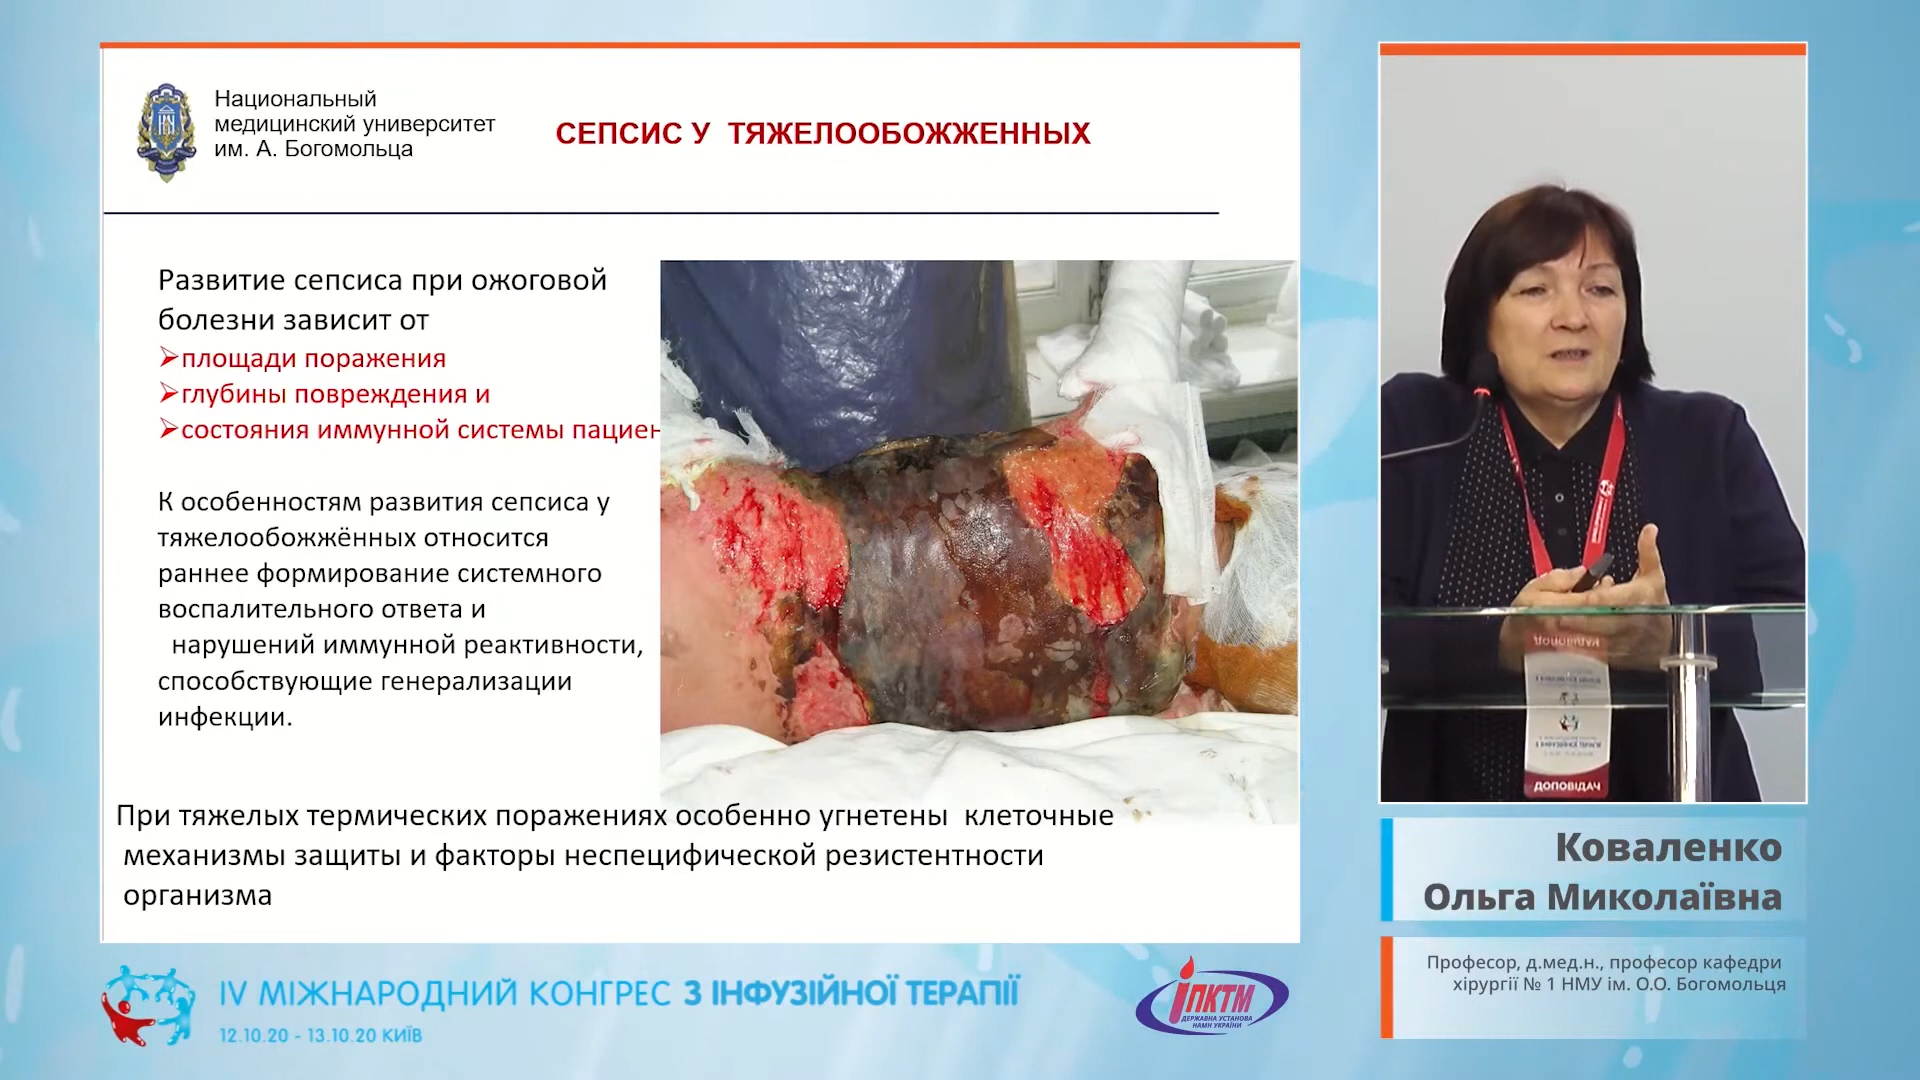 Национальный
медицинский университет
им. А. Богомольца
СЕПСИС У ТЯЖЕЛООБОЖЖЕННЫХ
Развитие сепсиса при ожоговой
болезни зависит от
площади поражения
глубины повреждения и
состояния иммунной системы пациен
К особенностям развития сепсиса у
тяжелообожжённых относится
раннее формирование системного
воспалительного ответа и
нарушений иммунной реактивности,
способствующие генерализации
инфекции.
При тяжелых термических поражениях особенно угнетены клеточные
механизмы защиты и факторы неспецифической резистентности
организма
ДОПОВІДАЧ
Коваленко
Ольга Миколаївна
Професор, д.мед.н., професор кафедри
хірургії № 1 НМУ ім. О.О. Богомольця
IV МІЖНАРОДНИЙ КОНГРЕС З ІНФУЗІЙНОЇ ТЕРАПІЇ
12.10.20 - 13.10.20 КИЇВ
ІПКТМ
ДЕРЖАВНА УСТАНОВА
НАМН УКРАЇНИ